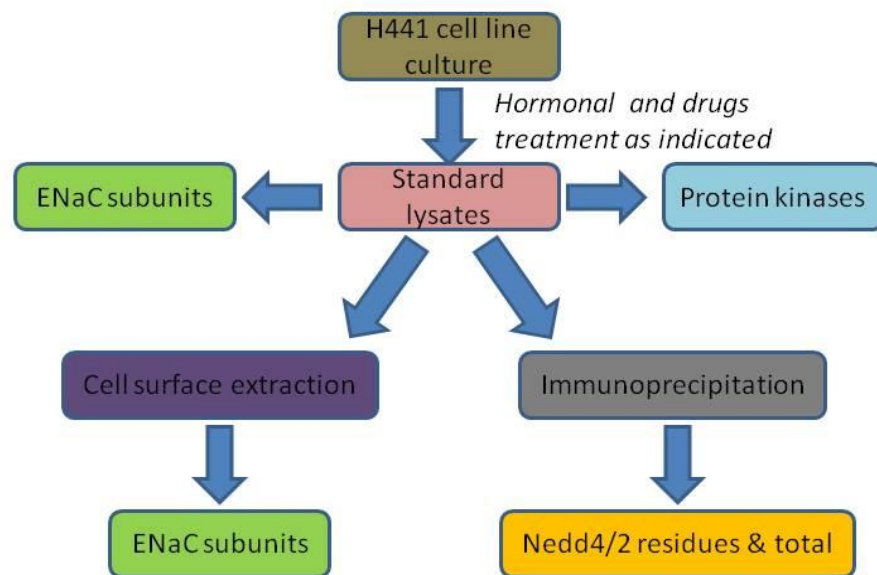 H441 cell line
culture
Hormonal and drugs
treatment as indicated
ENaC subunits
Standard
lysates
Protein kinases
Cell surface extraction
Immunoprecipitation
ENaC subunits
Nedd4/2 residues & total